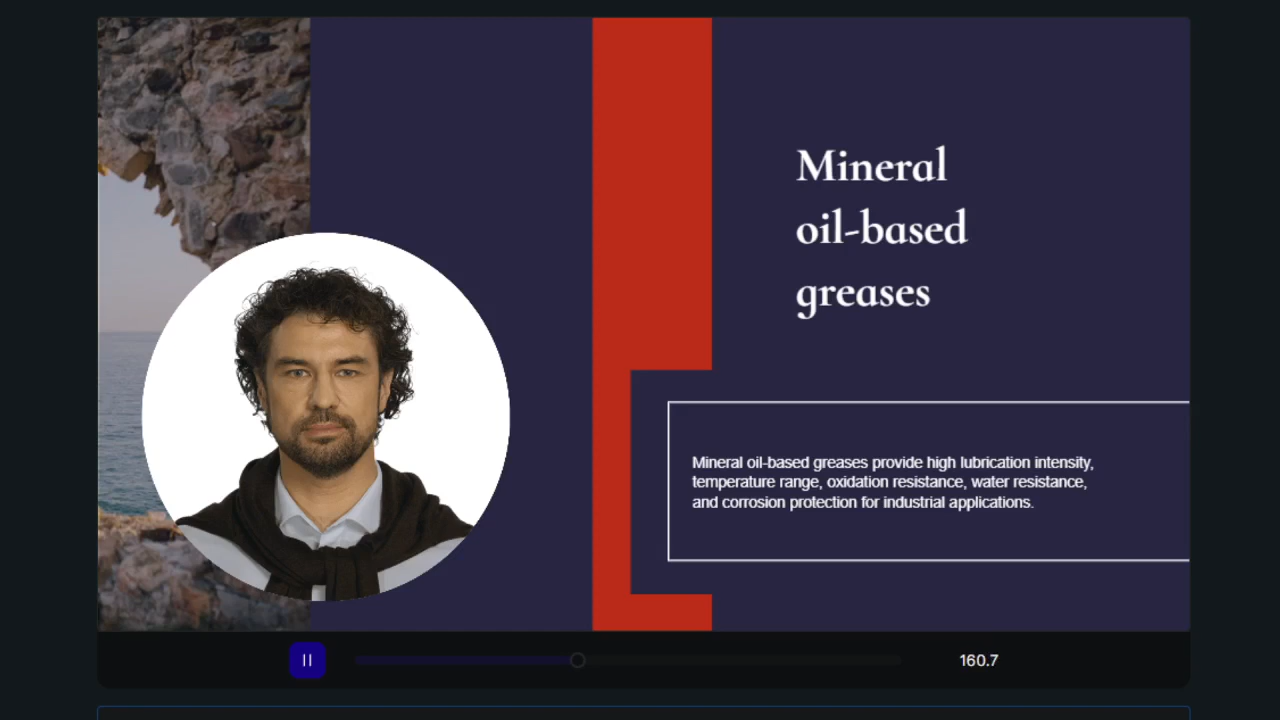 Mineral
oil-based
greases
Mineral oil-based greases provide high lubrication intensity,
temperature range, oxidation resistance, water resistance,
and corrosion protection for industrial applications.
160.7